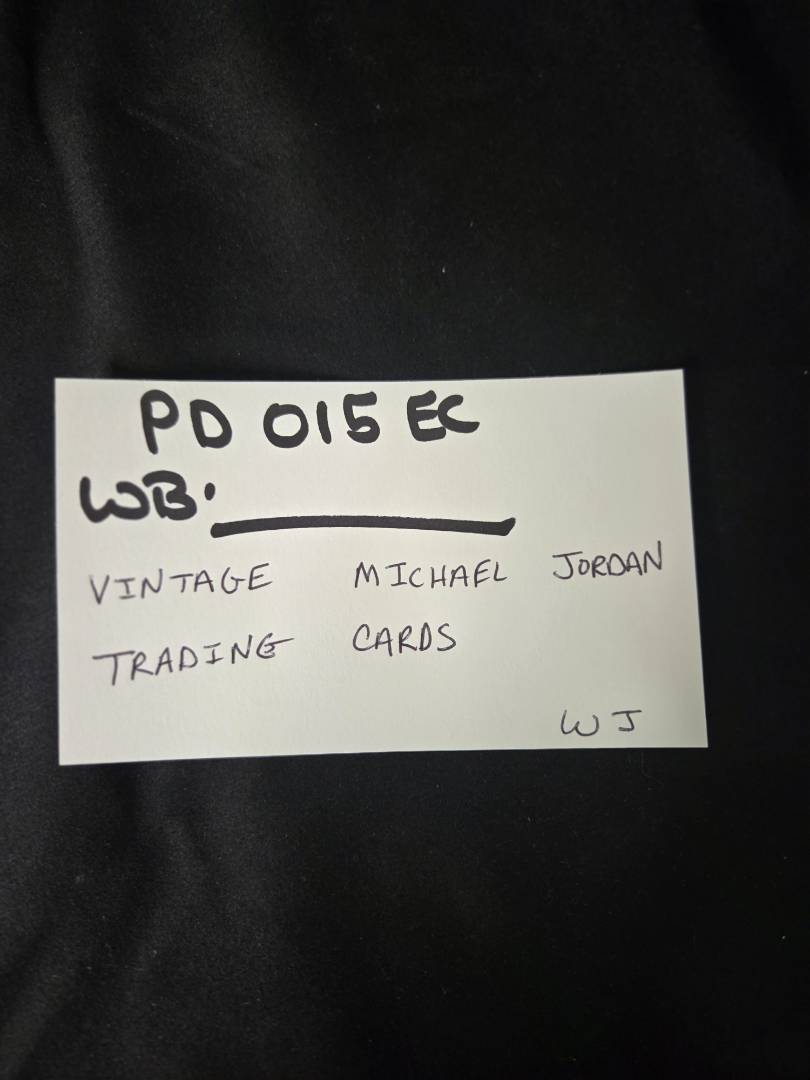 PD 015 EC
WB.
VINTAGE MICHAEL JORDAN
TRADING CARDS
WJ